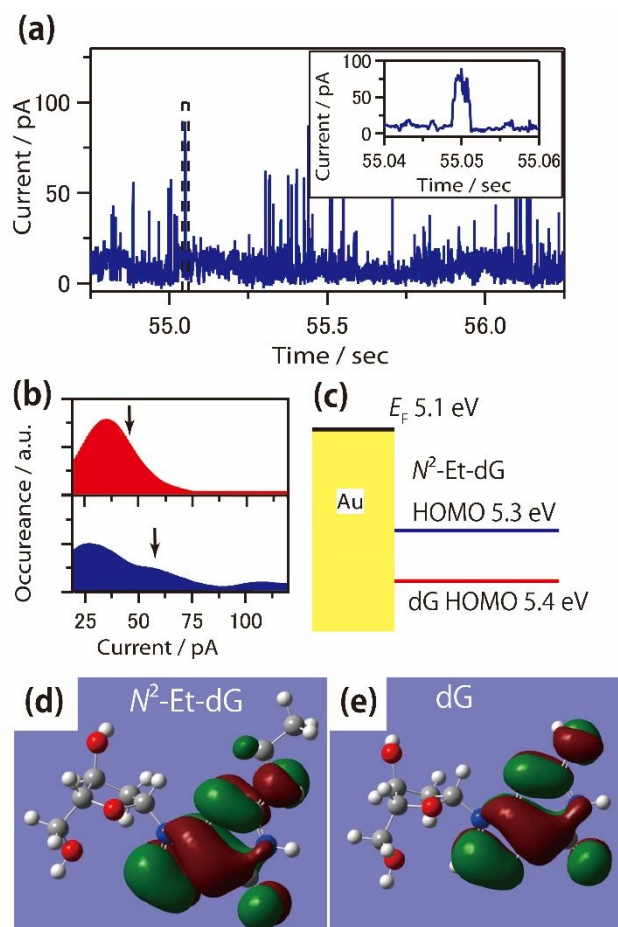 (a)
Current / pA
100
50
0
55.0
55.5
56.0
Time / sec
Current / pA
100
75
50
25
0
55.04
55.05
55.06
Time / sec
(b)
Occureance / a.u.
25
50
75
100
Current / pA
(c)
EF 5.1 eV
Au
N2-Et-dG
HOMO 5.3 eV
dG HOMO 5.4 eV
(d)
N2-Et-dG
(e)
dG